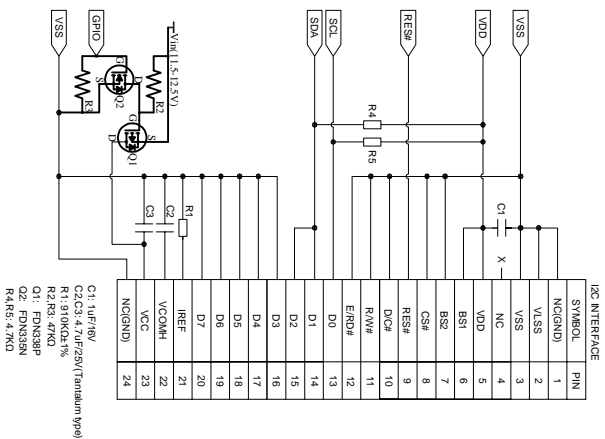 I2C INTERFACE
SYMBOL PIN
NC(GND) 1
VLSS 2
VSS 3
NC 4
VDD 5
BS1 6
BS2 7
CS# 8
RES# 9
D/C# 10
R/W# 11
E/RD# 12
D0 13
D1 14
D2 15
D3 16
D4 17
D5 18
D6 19
D7 20
IREF 21
VCOMH 22
VCC 23
NC(GND) 24
VSS
VDD
RES#
SCL
SDA
GPIO
VSS
Vin(11.5-12.5V)
C1
X
R4
R5
R1
C2
C3
R2
R3
G
S
D
Q2
G
S
D
Q1
C1: 1uF/16V
C2,C3: 4.7uF/25V(Tantalum type)
R1: 910KΩ±1%
R2,R3: 47KΩ
Q1: FDN338P
Q2: FDN335N
R4,R5: 4.7KΩ